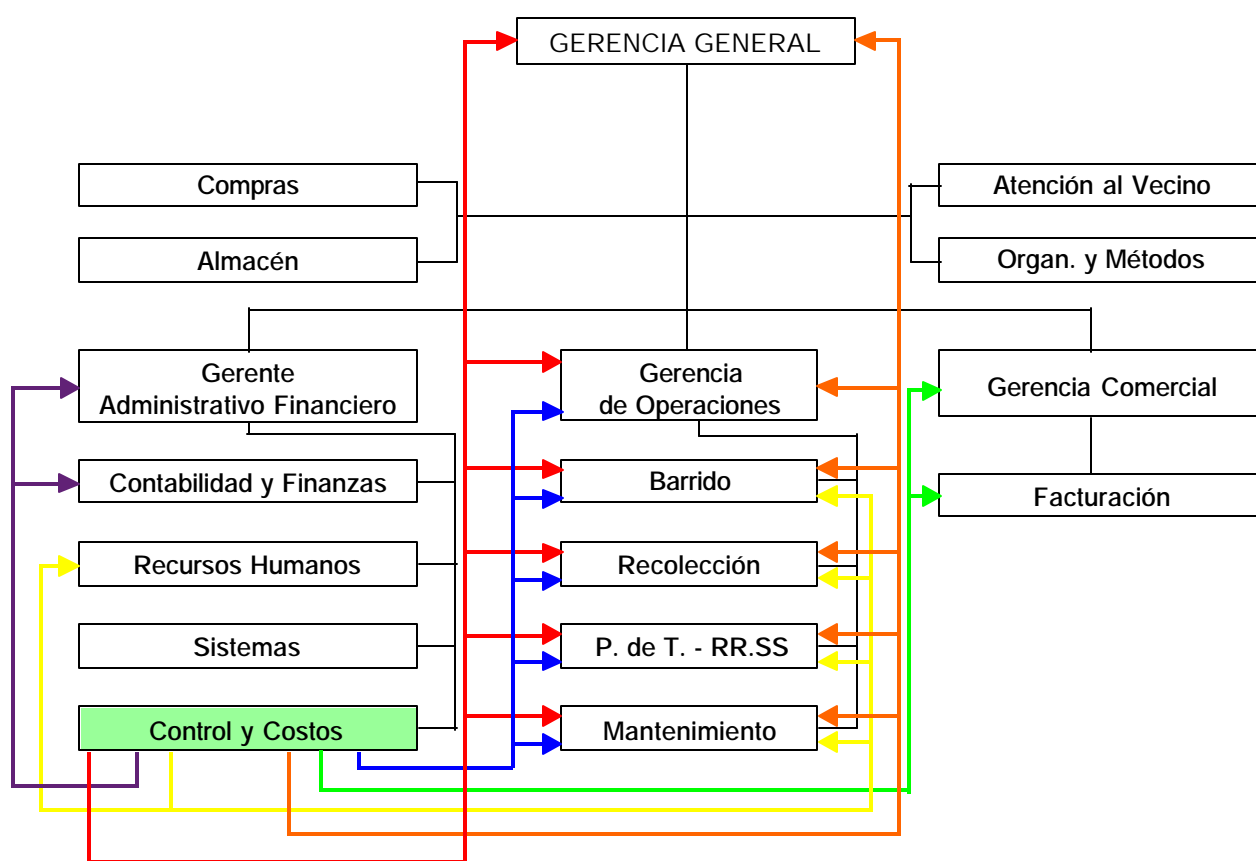 GERENCIA GENERAL
Compras
Atención al Vecino
Almacén
Organ. y Métodos
Gerente
Administrativo Financiero
Gerencia
de Operaciones
Gerencia Comercial
Contabilidad y Finanzas
Barrido
Facturación
Recursos Humanos
Recolección
Sistemas
P. de T. - RR.SS
Control y Costos
Mantenimiento